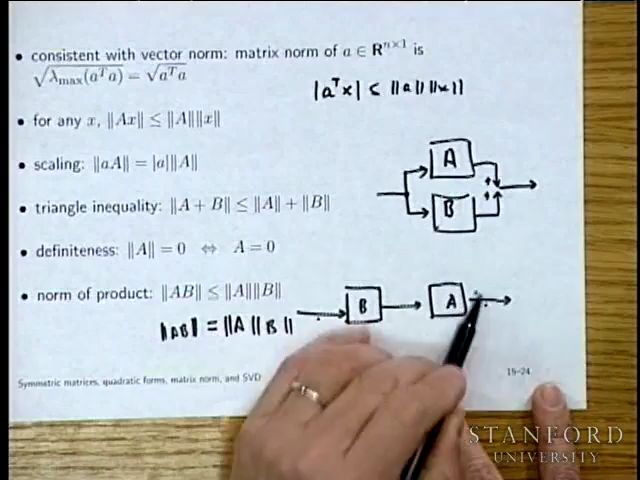 • consistent with vector norm: matrix norm of a ∈ R^{n×1} is
√(λ_max(a^T a)) = √(a^T a)
|a^T x| ≤ ‖a‖‖x‖
• for any x, ‖Ax‖ ≤ ‖A‖‖x‖
A
• scaling: ‖aA‖ = |a|‖A‖
+
+
• triangle inequality: ‖A + B‖ ≤ ‖A‖ + ‖B‖
B
• definiteness: ‖A‖ = 0 ⇔ A = 0
• norm of product: ‖AB‖ ≤ ‖A‖‖B‖
B A
‖AB‖ = ‖A‖‖B‖
Symmetric matrices, quadratic forms, matrix norm, and SVD 15–24
STANFORD
UNIVERSITY